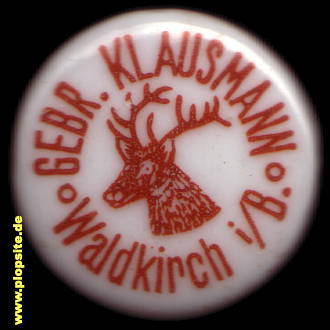 GEBR. KLAUSMANN
Waldkirch i/B.
www.plopsite.de